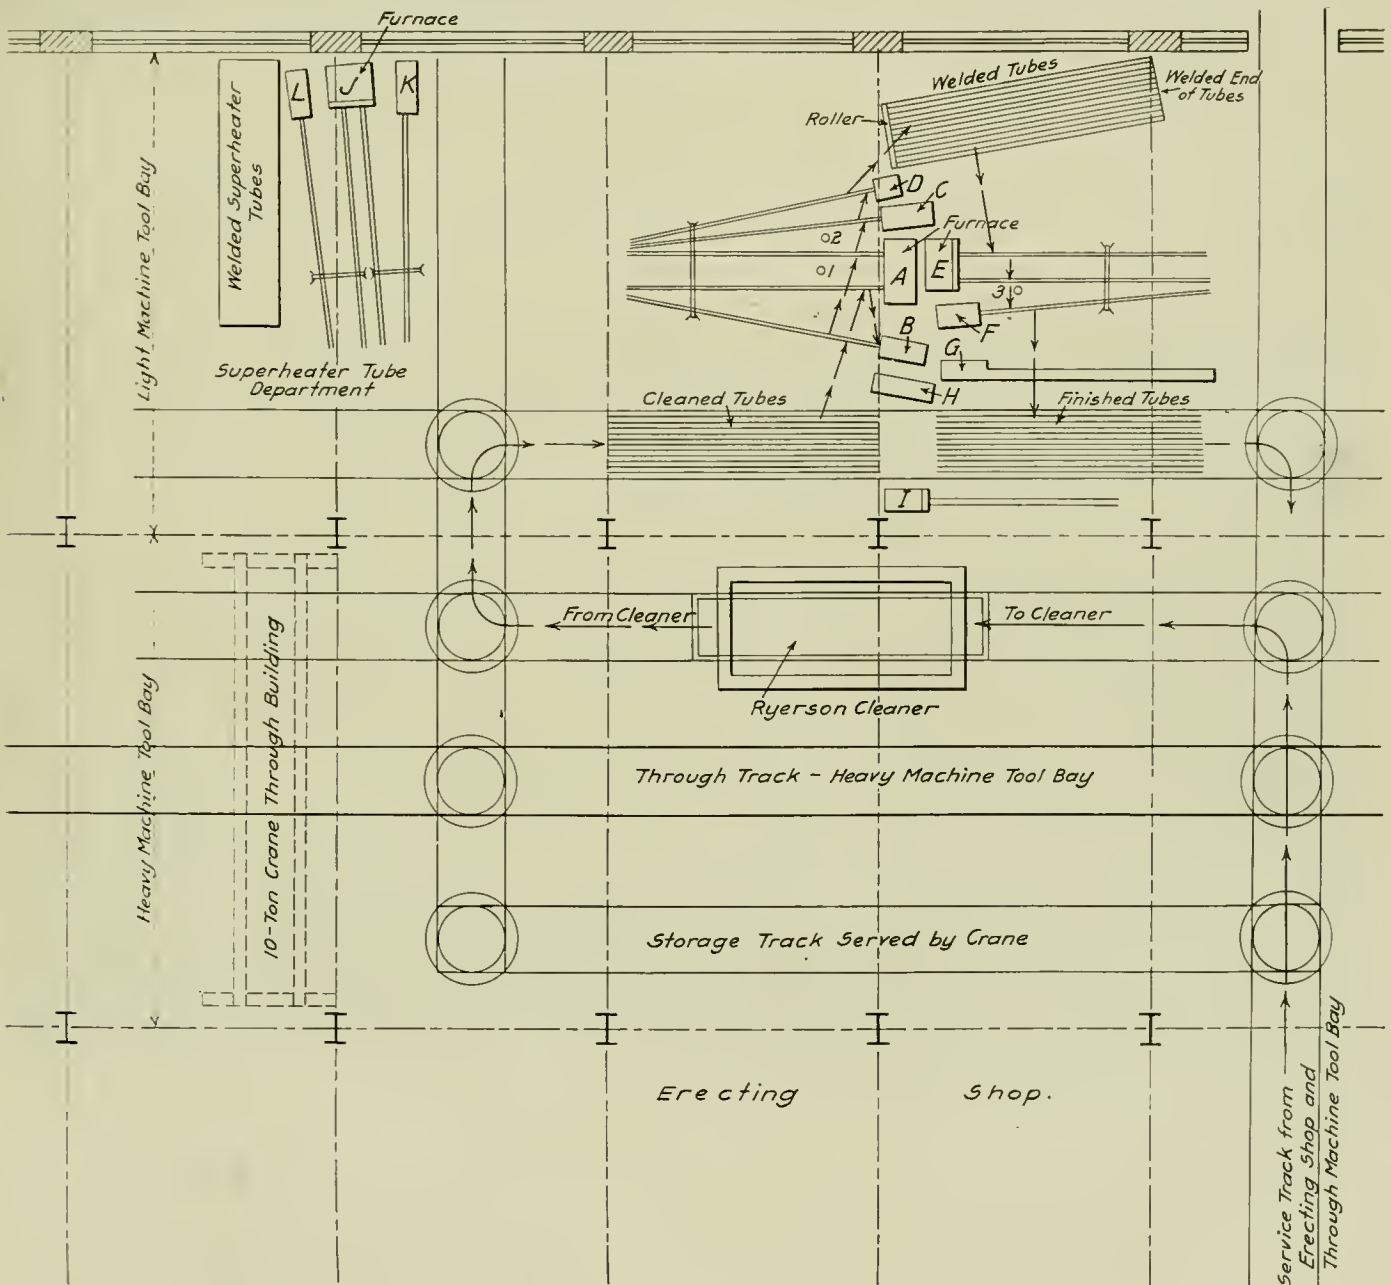 Furnace
L
J
K
Welded Superheater
Tubes
Superheater Tube
Department
Light Machine Tool Bay
Welded Tubes
Welded End
of Tubes
Roller
D
C
Furnace
2
1
A
E
3
F
B
G
H
Cleaned Tubes
Finished Tubes
I
From Cleaner
To Cleaner
Ryerson Cleaner
Heavy Machine Tool Bay
10-Ton Crane Through Building
Through Track - Heavy Machine Tool Bay
Storage Track Served by Crane
Erecting Shop.
Service Track from
Erecting Shop and
Through Machine Tool Bay